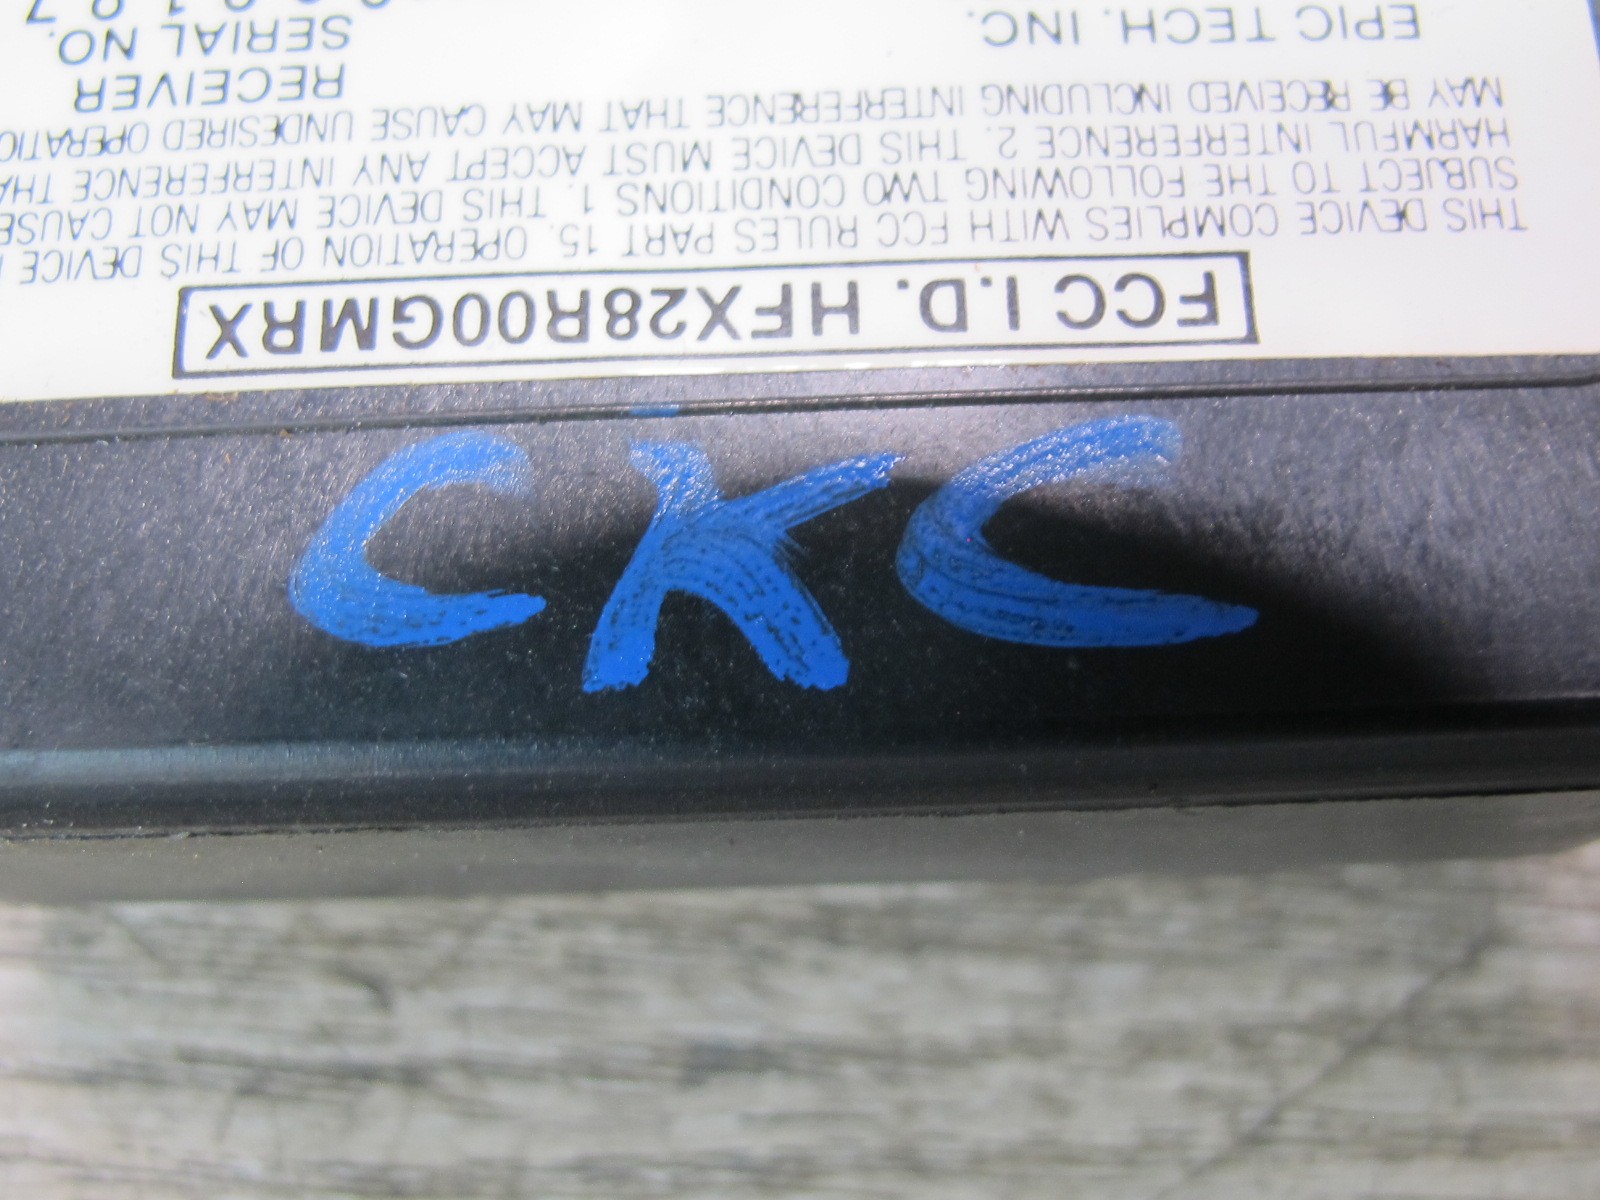 FCC I.D. HFX28R00GMRX
THIS DEVICE COMPLIES WITH FCC RULES PART 15. OPERATION OF THIS DEVICE
SUBJECT TO THE FOLLOWING TWO CONDITIONS 1. THIS DEVICE MAY NOT CAUSE
HARMFUL INTERFERENCE 2. THIS DEVICE MUST ACCEPT ANY INTERFERENCE THA
MAY BE RECEIVED INCLUDING INTERFERENCE THAT MAY CAUSE UNDESIRED OPERATIO
EPIC TECH. INC.
RECEIVER
SERIAL NO.
CKC